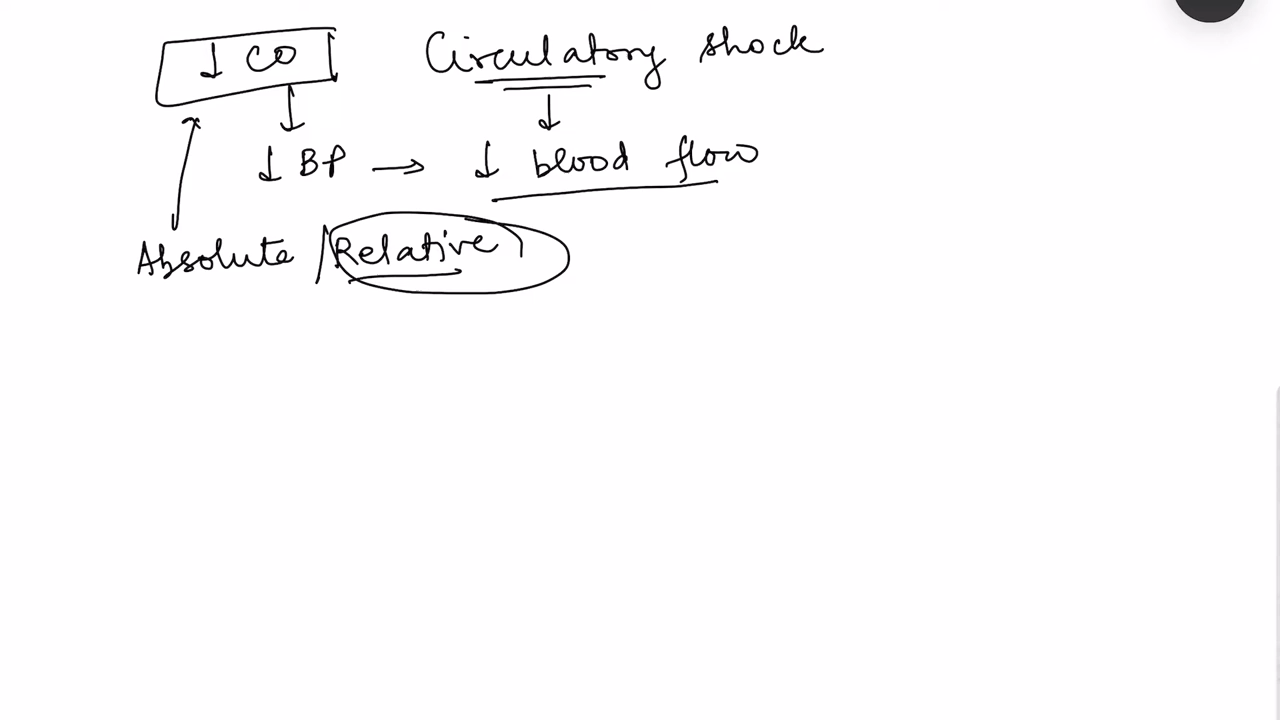 ↓ CO Circulatory shock
↓ ↓
↓ BP → ↓ blood flow
Absolute / Relative